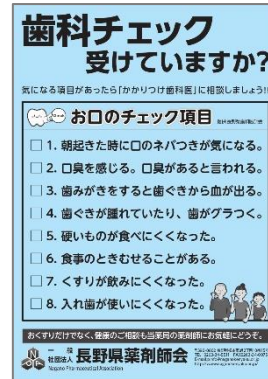 歯科チェック
受けていますか?
気になる項目があったら「かかりつけ歯科医」に相談しましょう!!
お口のチェック項目
□ 1. 朝起きた時に口のネバつきが気になる。
□ 2. 口臭を感じる。口臭があると言われる。
□ 3. 歯みがきをすると歯ぐきから血が出る。
□ 4. 歯ぐきが腫れていたり、歯がグラつく。
□ 5. 硬いものが食べにくくなった。
□ 6. 食事のときむせることがある。
□ 7. くすりが飲みにくくなった。
□ 8. 入れ歯が使いにくくなった。
おくすりだけでなく、健康のご相談も当薬局の薬剤師にお気軽にどうぞ。
一般社団法人 長野県薬剤師会
Nagano Pharmaceutical Association